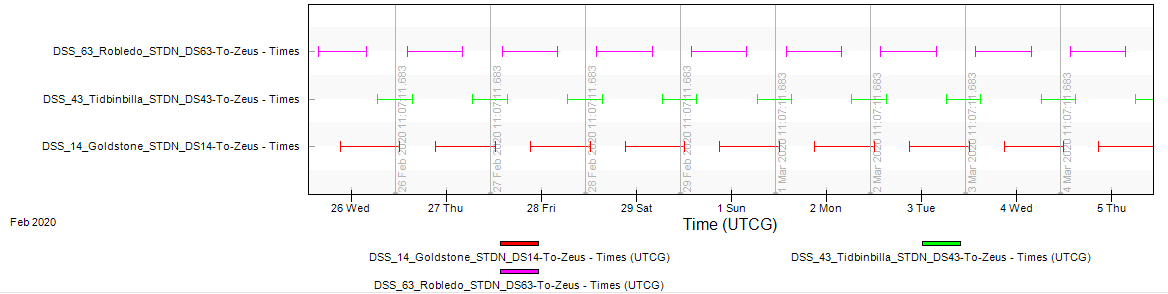 DSS_63_Robledo_STDN_DS63-To-Zeus - Times
DSS_43_Tidbinbilla_STDN_DS43-To-Zeus - Times
DSS_14_Goldstone_STDN_DS14-To-Zeus - Times
26 Feb 2020 11:07:11.683
27 Feb 2020 11:07:11.683
28 Feb 2020 11:07:11.683
29 Feb 2020 11:07:11.683
1 Mar 2020 11:07:11.683
2 Mar 2020 11:07:11.683
3 Mar 2020 11:07:11.683
4 Mar 2020 11:07:11.683
26 Wed 27 Thu 28 Fri 29 Sat 1 Sun 2 Mon 3 Tue 4 Wed 5 Thu
Feb 2020
Time (UTCG)
DSS_14_Goldstone_STDN_DS14-To-Zeus - Times (UTCG)
DSS_43_Tidbinbilla_STDN_DS43-To-Zeus - Times (UTCG)
DSS_63_Robledo_STDN_DS63-To-Zeus - Times (UTCG)